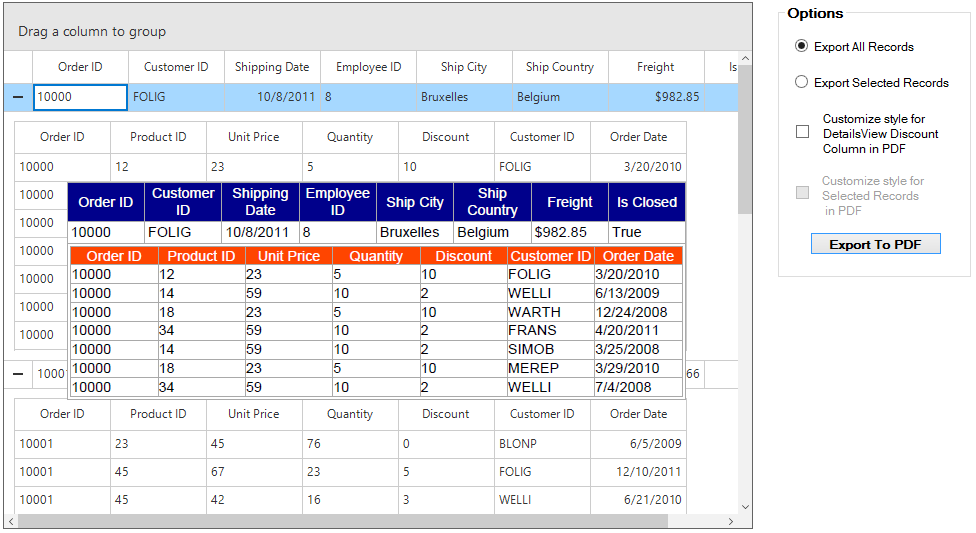 Drag a column to group
Order ID Customer ID Shipping Date Employee ID Ship City Ship Country Freight Is
10000 FOLIG 10/8/2011 8 Bruxelles Belgium $982.85
Order ID Product ID Unit Price Quantity Discount Customer ID Order Date
10000 12 23 5 10 FOLIG 3/20/2010
10000
10000
10000
10000
10000
10000
Order ID Customer ID Shipping Date Employee ID Ship City Ship Country Freight Is Closed
10000 FOLIG 10/8/2011 8 Bruxelles Belgium $982.85 True
Order ID Product ID Unit Price Quantity Discount Customer ID Order Date
10000 12 23 5 10 FOLIG 3/20/2010
10000 14 59 10 2 WELLI 6/13/2009
10000 18 23 5 10 WARTH 12/24/2008
10000 34 59 10 2 FRANS 4/20/2011
10000 14 59 10 2 SIMOB 3/25/2008
10000 18 23 5 10 MEREP 3/29/2010
10000 34 59 10 2 WELLI 7/4/2008
66
Order ID Product ID Unit Price Quantity Discount Customer ID Order Date
10001 23 45 76 0 BLONP 6/5/2009
10001 45 67 23 5 FOLIG 12/10/2011
10001 45 42 16 3 WELLI 6/21/2010
Options
Export All Records
Export Selected Records
Customize style for
DetailsView Discount
Column in PDF
Customize style for
Selected Records
in PDF
Export To PDF